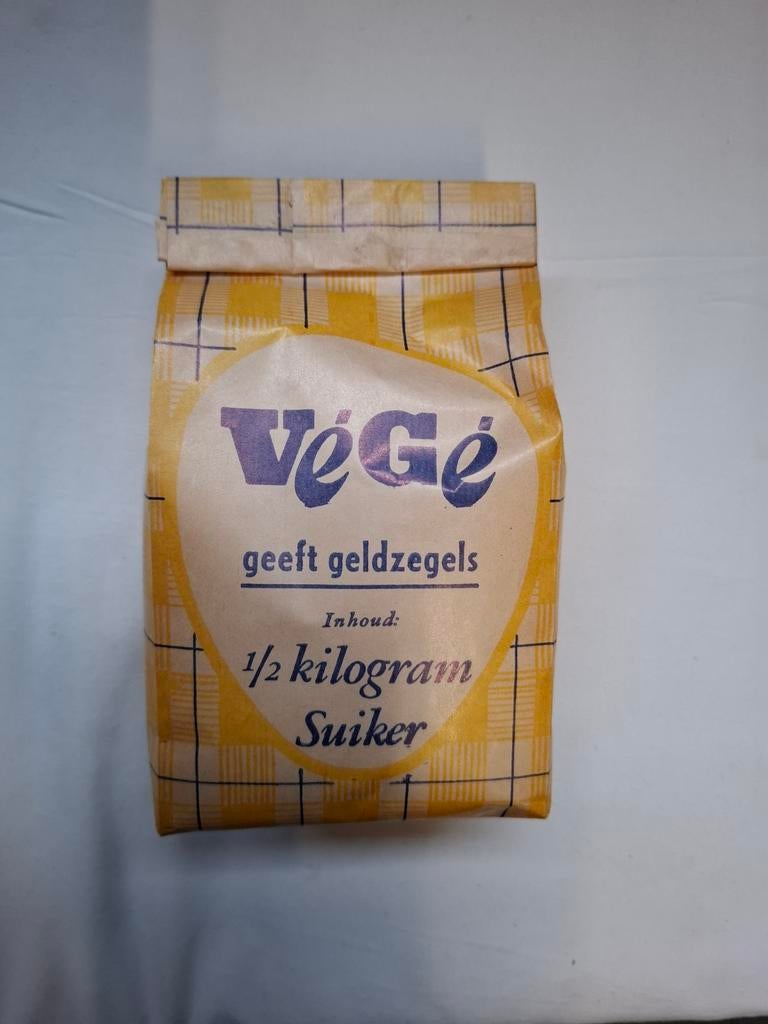 VéGé
geeft geldzegels
Inhoud:
1/2 kilogram
Suiker